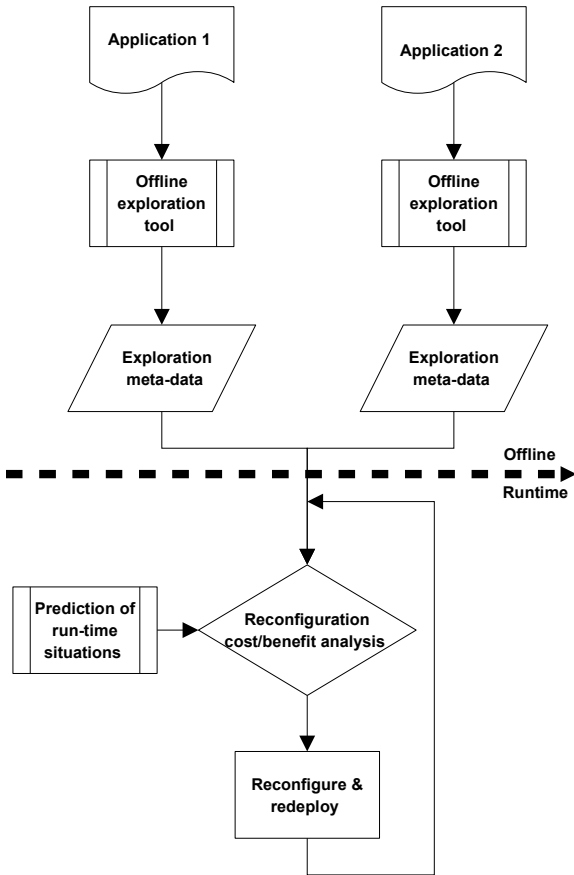 Application 1
Application 2
Offline
exploration
tool
Offline
exploration
tool
Exploration
meta-data
Exploration
meta-data
Offline
Runtime
Prediction of
run-time
situations
Reconfiguration
cost/benefit analysis
Reconfigure &
redeploy